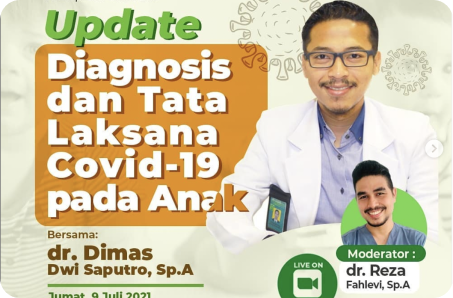 Update
Diagnosis
dan Tata
Laksana
Covid-19
pada Anak
Bersama:
dr. Dimas
Dwi Saputro, Sp.A
Jumat, 9 Juli 2021
LIVE ON
Moderator :
dr. Reza
Fahlevi, Sp.A